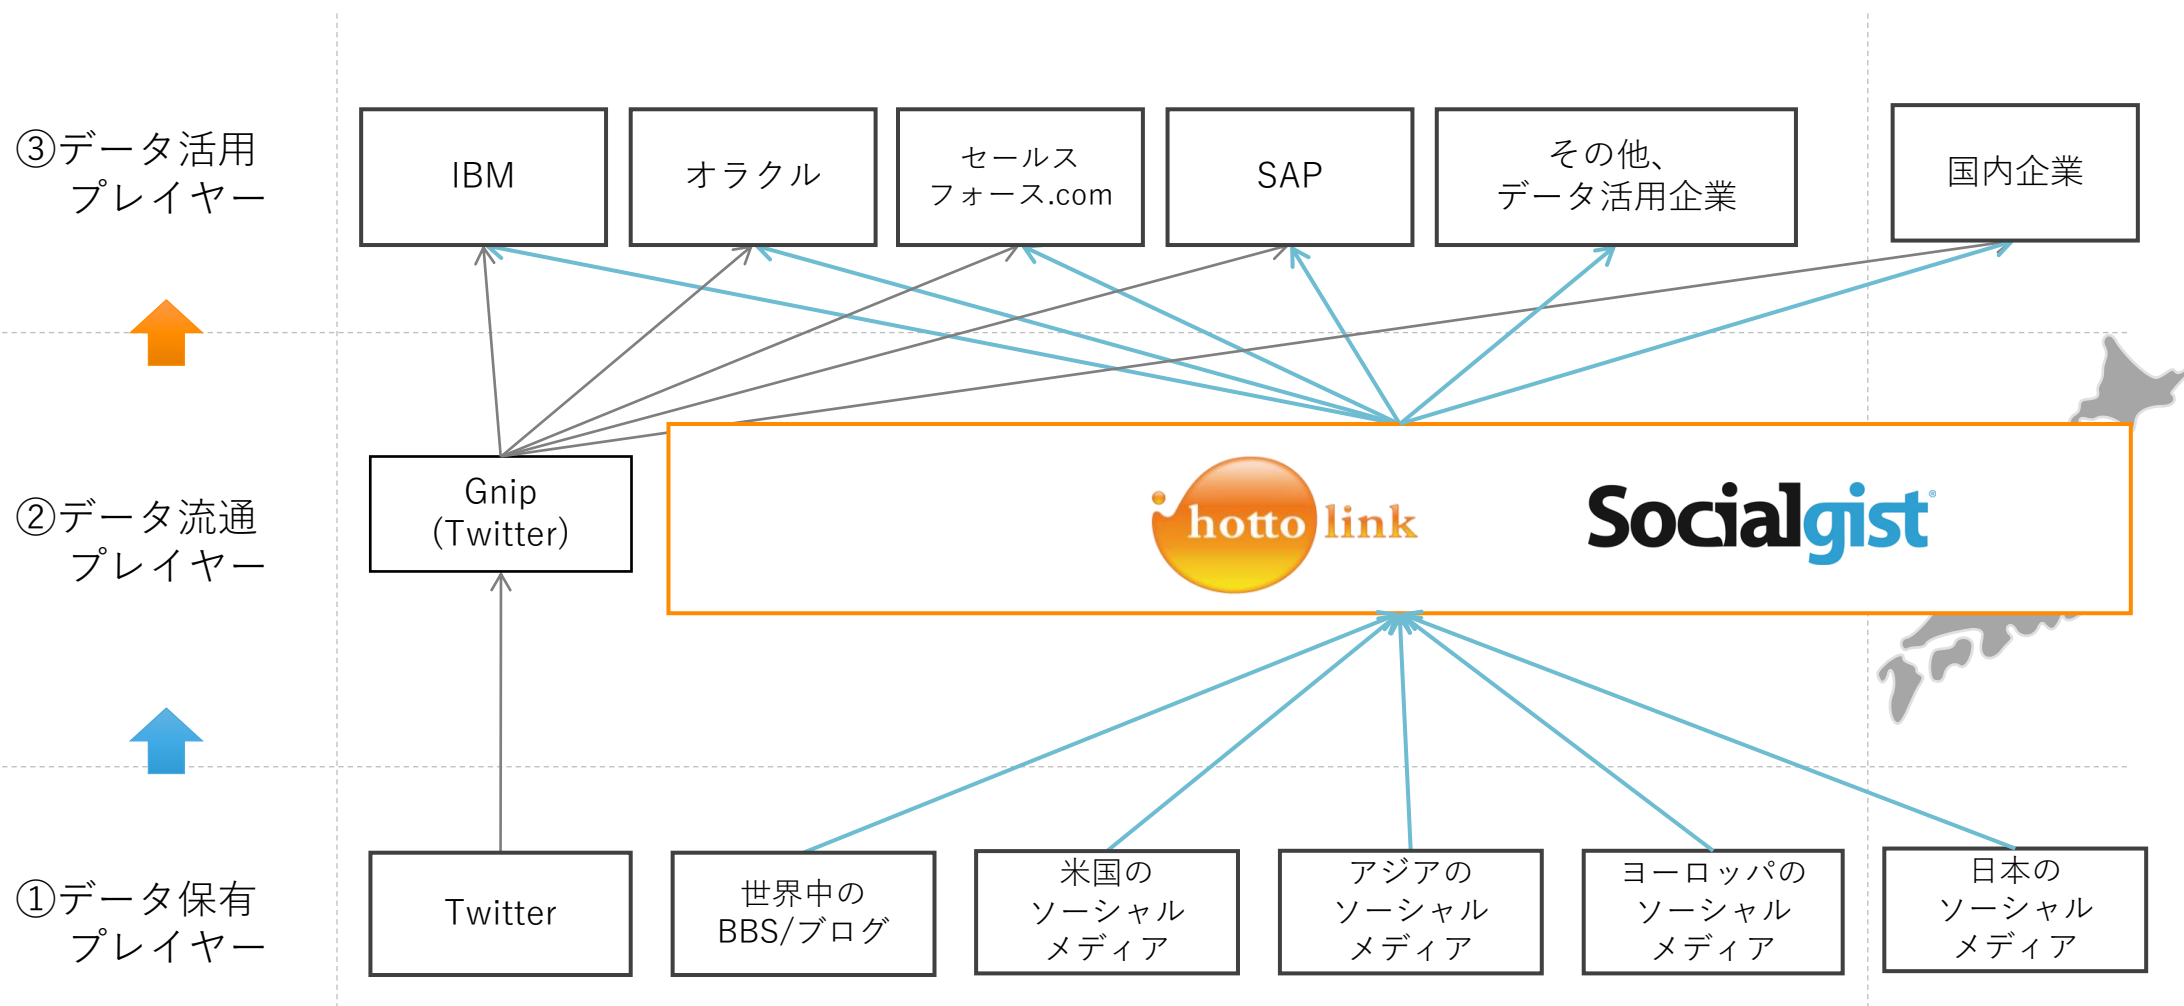 ③データ活用
プレイヤー
IBM
オラクル
セールス
フォース.com
SAP
その他、
データ活用企業
国内企業
②データ流通
プレイヤー
Gnip
(Twitter)
hotto link
Socialgist®
①データ保有
プレイヤー
Twitter
世界中の
BBS/ブログ
米国の
ソーシャル
メディア
アジアの
ソーシャル
メディア
ヨーロッパの
ソーシャル
メディア
日本の
ソーシャル
メディア